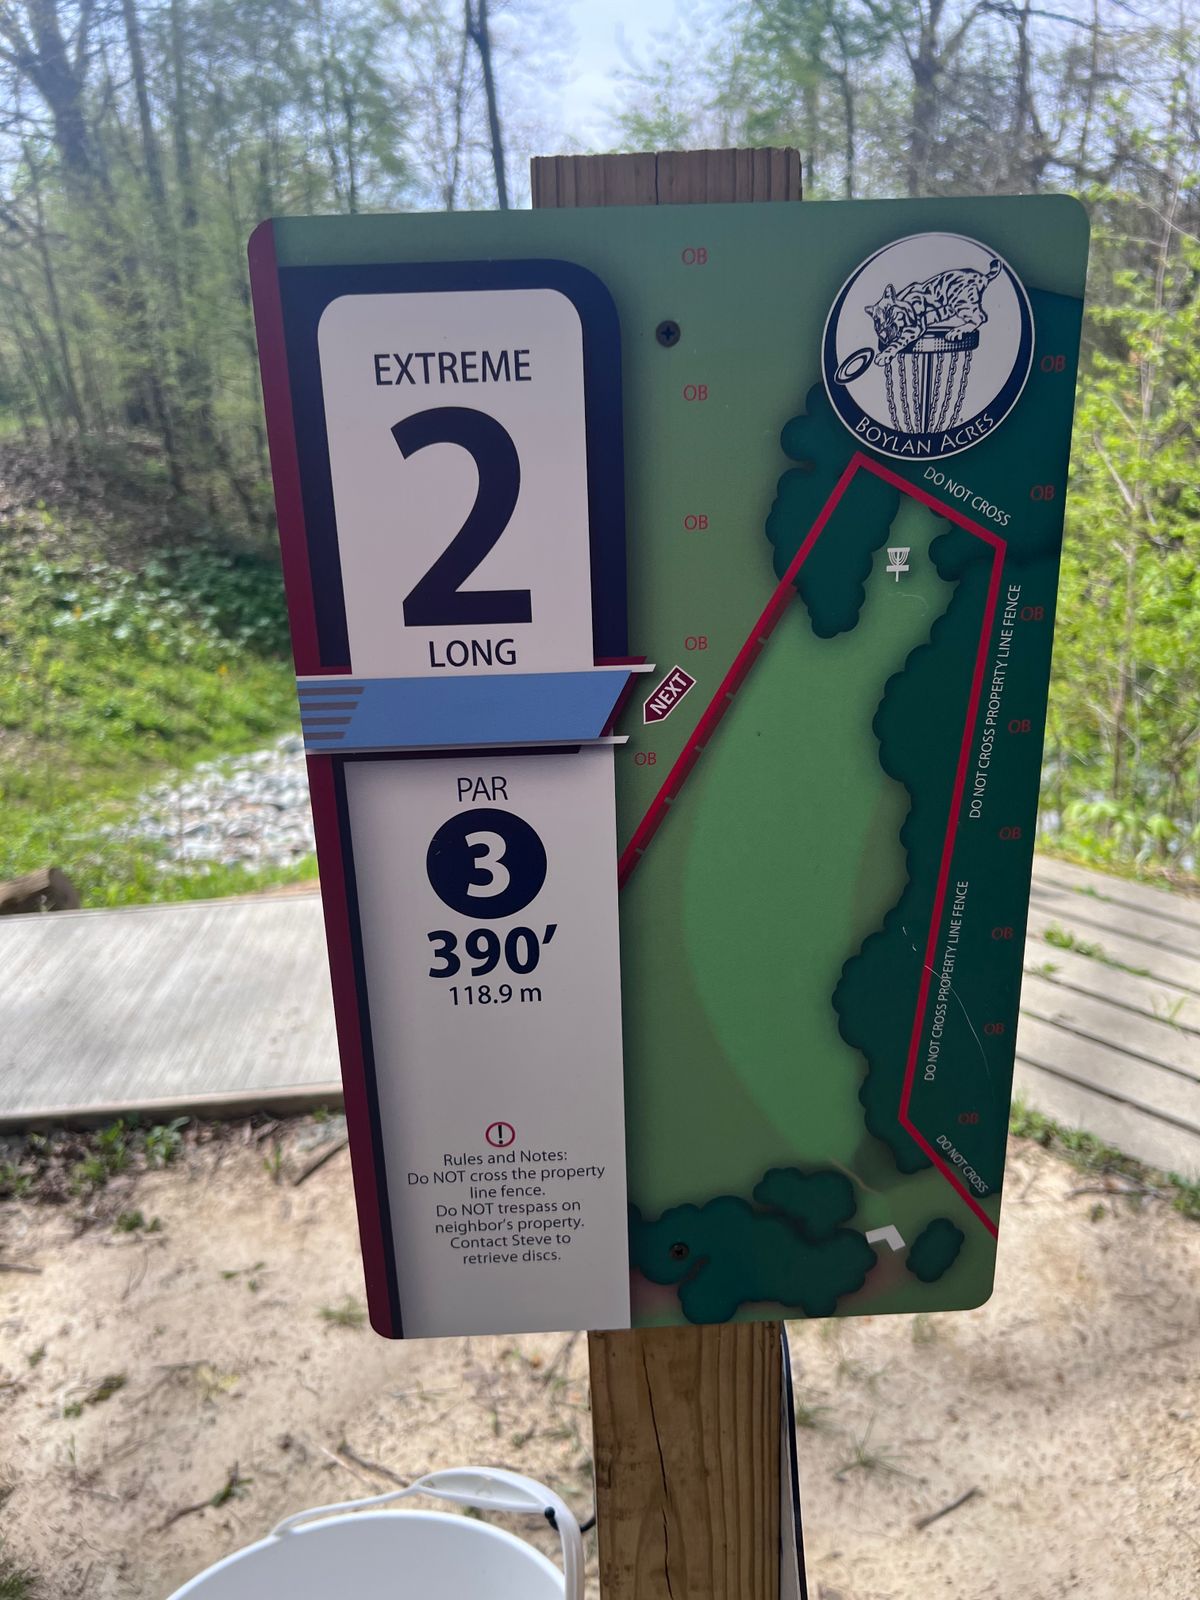 EXTREME
2
LONG
PAR
3
390’
118.9 m
!
Rules and Notes:
Do NOT cross the property
line fence.
Do NOT trespass on
neighbor's property.
Contact Steve to
retrieve discs.
OB
OB
OB
OB
NEXT
OB
BOYLAN ACRES
OB
DO NOT CROSS
OB
OB
DO NOT CROSS PROPERTY LINE FENCE
OB
OB
DO NOT CROSS PROPERTY LINE FENCE
OB
OB
OB
DO NOT CROSS